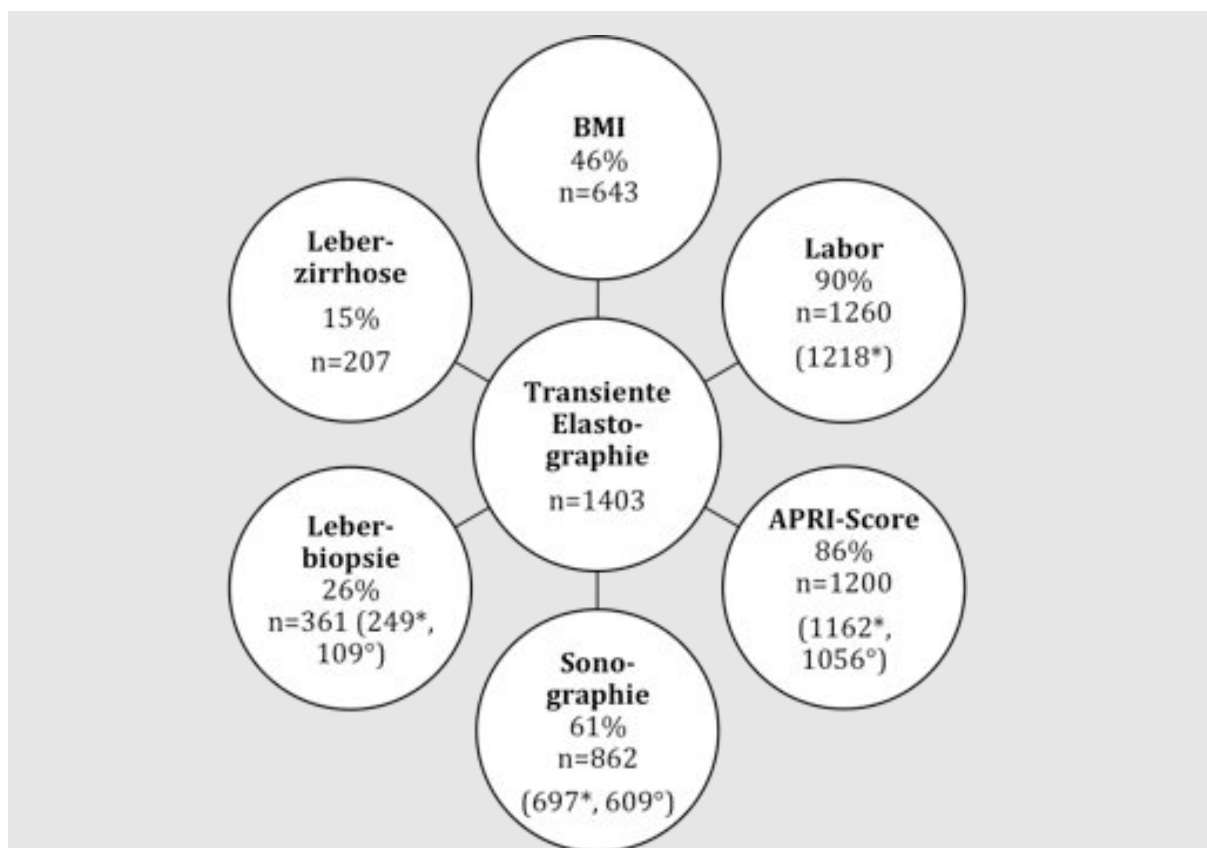 BMI
46%
n=643
Leber-
zirrhose
15%
n=207
Labor
90%
n=1260
(1218*)
Transiente
Elasto-
graphie
n=1403
Leber-
biopsie
26%
n=361 (249*,
109°)
APRI-Score
86%
n=1200
(1162*,
1056°)
Sono-
graphie
61%
n=862
(697*, 609°)